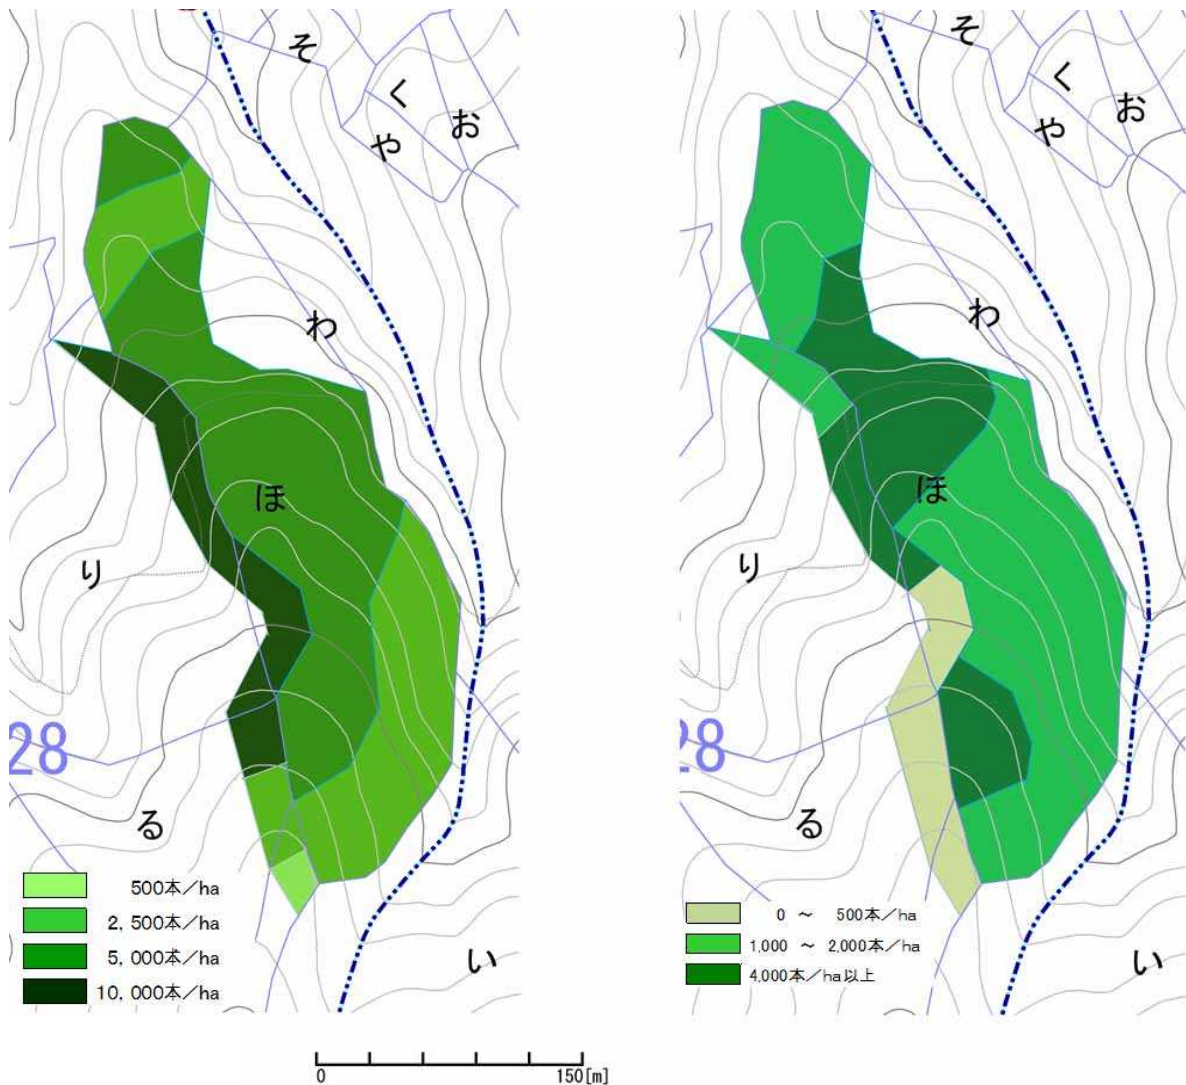 そ
く
お
や
わ
ほ
り
28
る
い
500本/ha
2,500本/ha
5,000本/ha
10,000本/ha
そ
く
お
や
わ
ほ
り
28
る
い
0 ～ 500本/ha
1,000 ～ 2,000本/ha
4,000本/ha以上
0 150[m]